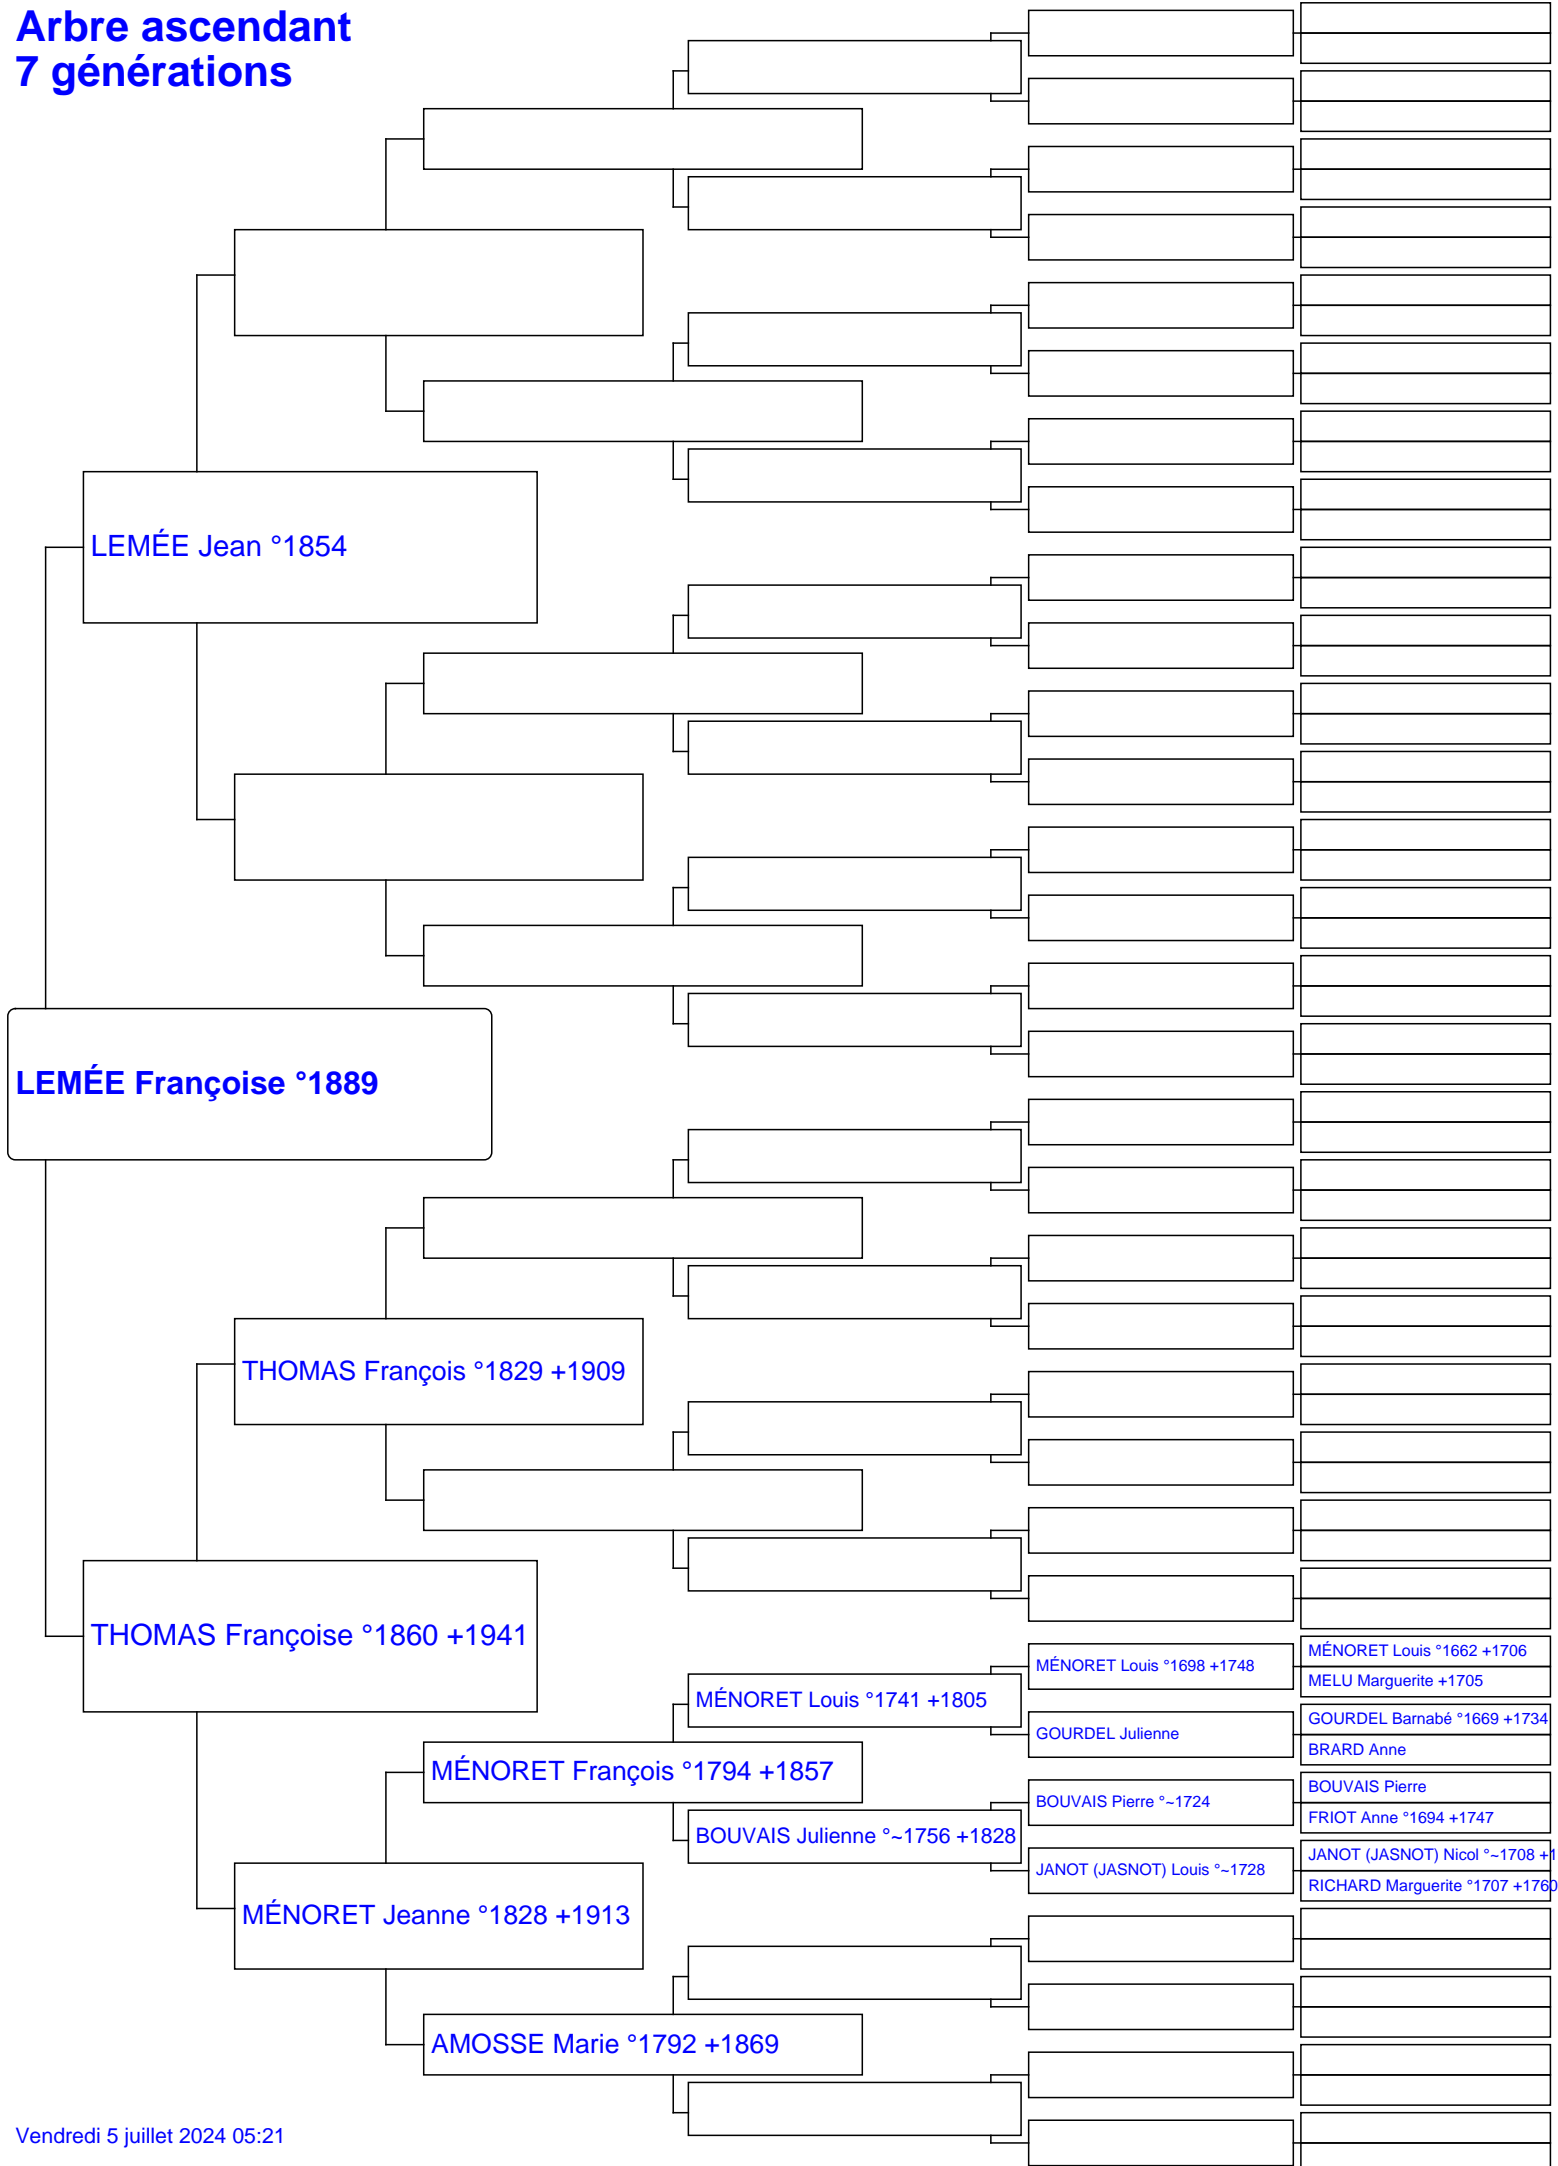 Arbre ascendant
7 générations
LEMÉE Jean °1854
LEMÉE Françoise °1889
THOMAS François °1829 +1909
THOMAS Françoise °1860 +1941
MÉNORET Louis °1662 +1706
MÉNORET Louis °1698 +1748
MELU Marguerite +1705
MÉNORET Louis °1741 +1805
GOURDEL Barnabé °1669 +1734
GOURDEL Julienne
BRARD Anne
MÉNORET François °1794 +1857
BOUVAIS Pierre
BOUVAIS Pierre °~1724
FRIOT Anne °1694 +1747
BOUVAIS Julienne °~1756 +1828
JANOT (JASNOT) Nicol °~1708 +1
JANOT (JASNOT) Louis °~1728
RICHARD Marguerite °1707 +1760
MÉNORET Jeanne °1828 +1913
AMOSSE Marie °1792 +1869
Vendredi 5 juillet 2024 05:21